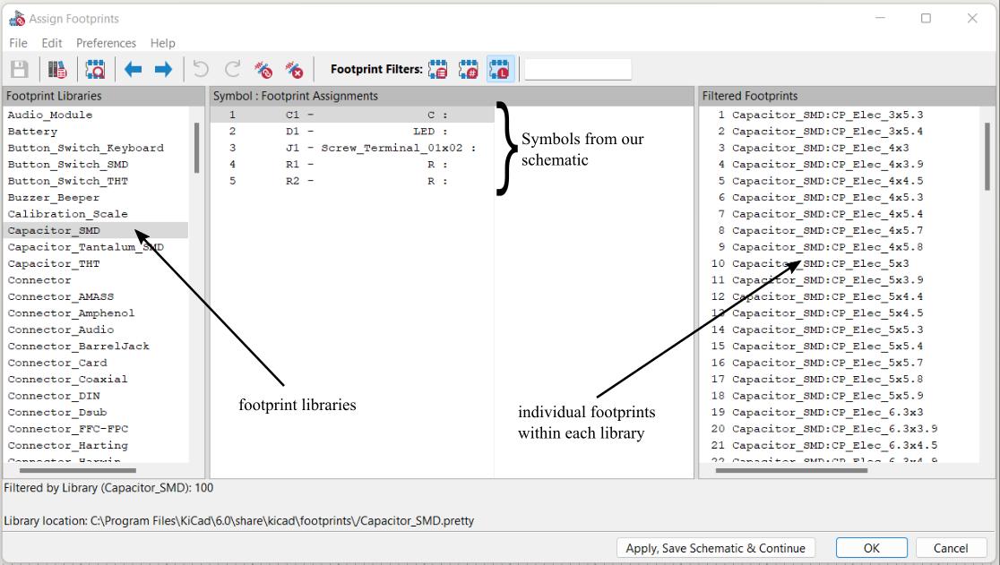 Assign Footprints
File Edit Preferences Help
Footprint Filters:
Footprint Libraries
Audio_Module
Battery
Button_Switch_Keyboard
Button_Switch_SMD
Button_Switch_THT
Buzzer_Beeper
Calibration_Scale
Capacitor_SMD
Capacitor_Tantalum_SMD
Capacitor_THT
Connector
Connector_AMASS
Connector_Amphenol
Connector_Audio
Connector_BarrelJack
Connector_Card
Connector_Coaxial
Connector_DIN
Connector_Dsub
Connector_FFC-FPC
Connector_Harting
Connector_Harwin
Symbol : Footprint Assignments
1 C1 - C :
2 D1 - LED :
3 J1 - Screw_Terminal_01x02 :
4 R1 - R :
5 R2 - R :
Symbols from our
schematic
footprint libraries
individual footprints
within each library
Filtered Footprints
1 Capacitor_SMD:CP_Elec_3x5.3
2 Capacitor_SMD:CP_Elec_3x5.4
3 Capacitor_SMD:CP_Elec_4x3
4 Capacitor_SMD:CP_Elec_4x3.9
5 Capacitor_SMD:CP_Elec_4x4.5
6 Capacitor_SMD:CP_Elec_4x5.3
7 Capacitor_SMD:CP_Elec_4x5.4
8 Capacitor_SMD:CP_Elec_4x5.7
9 Capacitor_SMD:CP_Elec_4x5.8
10 Capacitor_SMD:CP_Elec_5x3
11 Capacitor_SMD:CP_Elec_5x3.9
12 Capacitor_SMD:CP_Elec_5x4.4
13 Capacitor_SMD:CP_Elec_5x4.5
14 Capacitor_SMD:CP_Elec_5x5.3
15 Capacitor_SMD:CP_Elec_5x5.4
16 Capacitor_SMD:CP_Elec_5x5.7
17 Capacitor_SMD:CP_Elec_5x5.8
18 Capacitor_SMD:CP_Elec_5x5.9
19 Capacitor_SMD:CP_Elec_6.3x3
20 Capacitor_SMD:CP_Elec_6.3x3.9
21 Capacitor_SMD:CP_Elec_6.3x4.5
22 Capacitor_SMD:CP_Elec_6.3x4.9
Filtered by Library (Capacitor_SMD): 100
Library location: C:\Program Files\KiCad\6.0\share\kicad\footprints\/Capacitor_SMD.pretty
Apply, Save Schematic & Continue OK Cancel